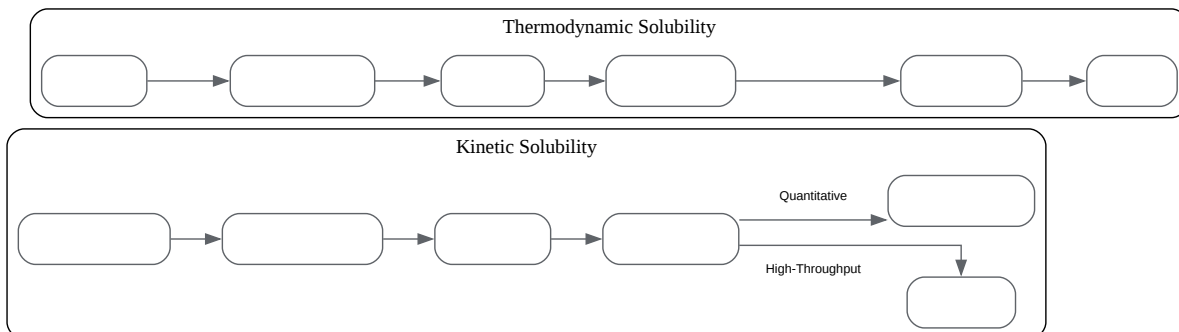 Thermodynamic Solubility
Kinetic Solubility
Quantitative
High-Throughput